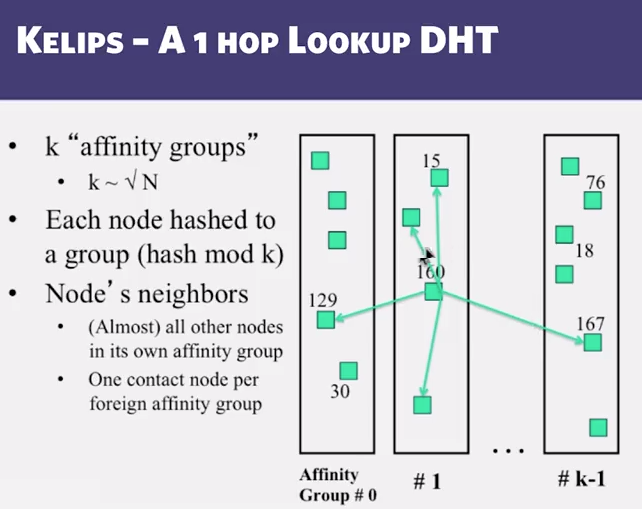 KELIPS – A 1 HOP LOOKUP DHT
• k “affinity groups”
• k ~ √ N
• Each node hashed to
a group (hash mod k)
• Node’s neighbors
• (Almost) all other nodes
in its own affinity group
• One contact node per
foreign affinity group
129
30
15
160
76
18
167
• • •
Affinity
Group # 0
# 1
# k-1